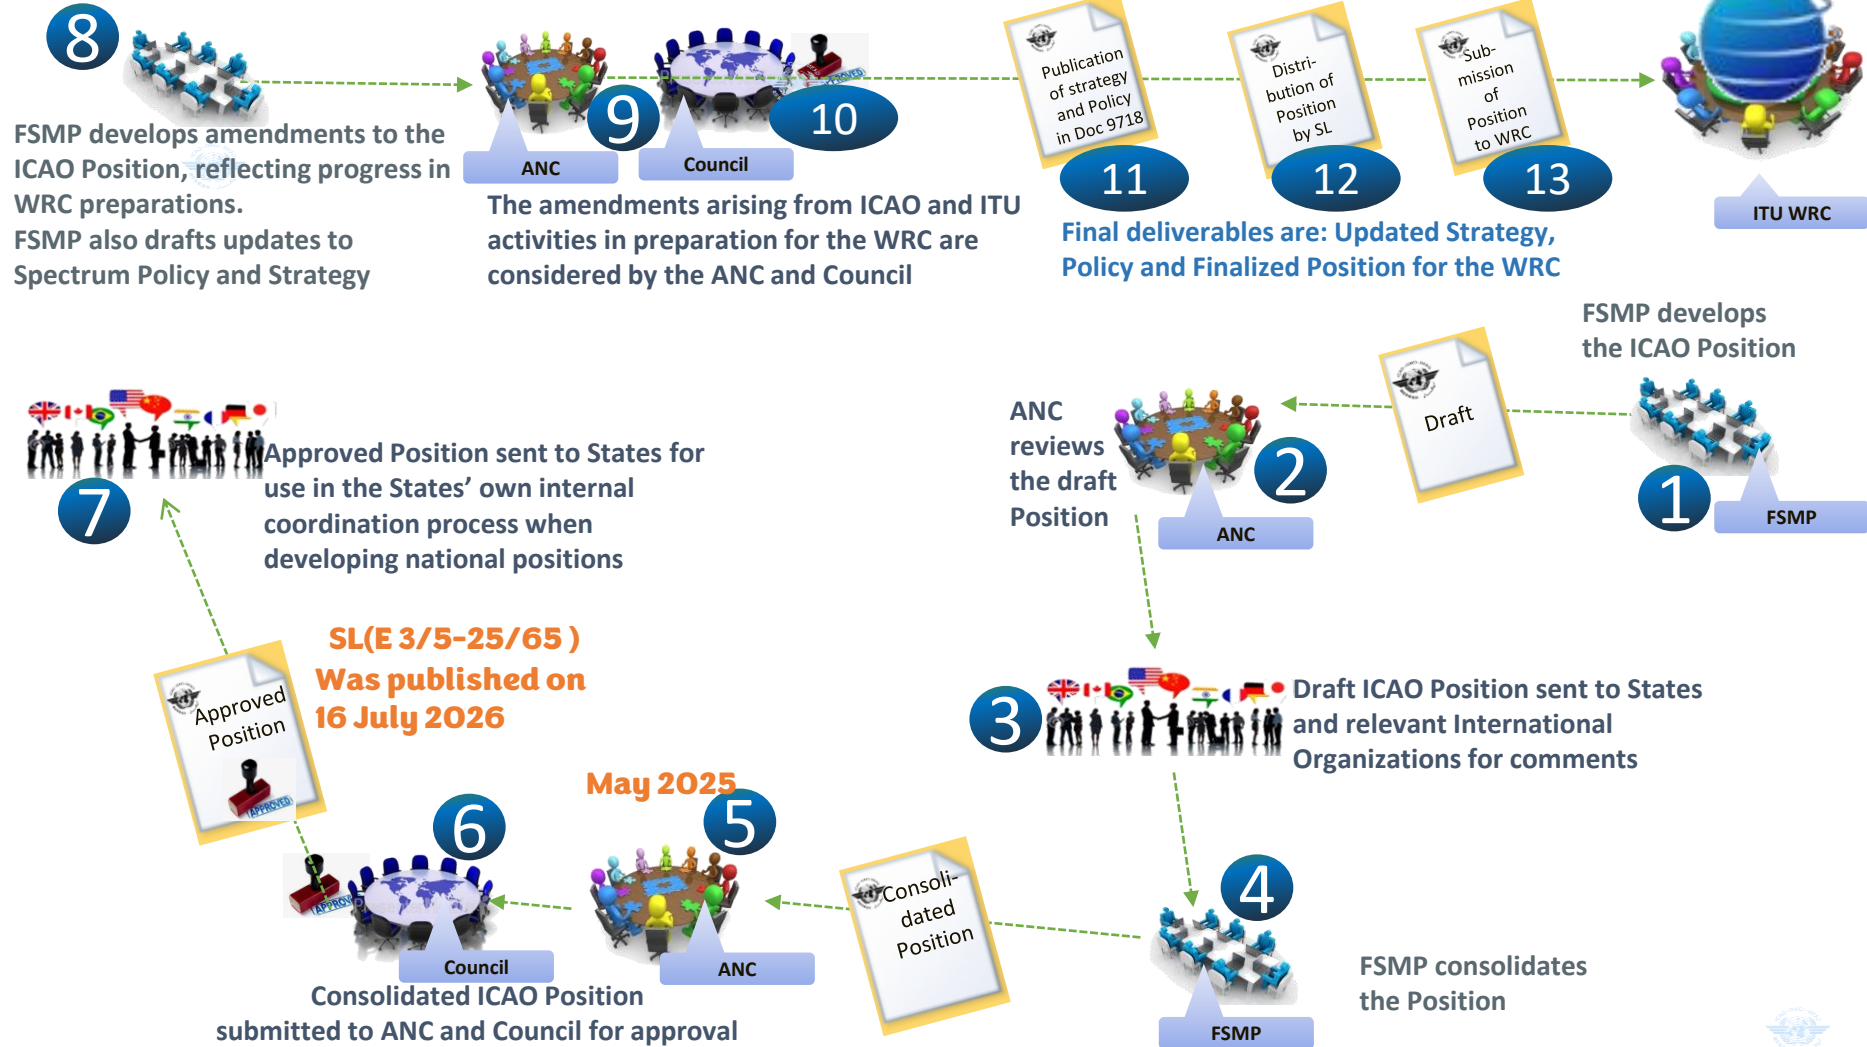 8
FSMP develops amendments to the
ICAO Position, reflecting progress in
WRC preparations.
FSMP also drafts updates to
Spectrum Policy and Strategy
ANC
9
Council
10
APPROVED
The amendments arising from ICAO and ITU
activities in preparation for the WRC are
considered by the ANC and Council
Publication
of strategy
and Policy
in Doc 9718
11
Distri-
bution of
Position
by SL
12
Sub-
mission
of
Position
to WRC
13
Final deliverables are: Updated Strategy,
Policy and Finalized Position for the WRC
ITU WRC
FSMP develops
the ICAO Position
1
FSMP
Draft
ANC
reviews
the draft
Position
2
ANC
3
Draft ICAO Position sent to States
and relevant International
Organizations for comments
4
FSMP
FSMP consolidates
the Position
Consoli-
dated
Position
May 2025
5
ANC
6
Council
Consolidated ICAO Position
submitted to ANC and Council for approval
Approved
Position
APPROVED
SL(E 3/5-25/65 )
Was published on
16 July 2026
7
Approved Position sent to States for
use in the States' own internal
coordination process when
developing national positions